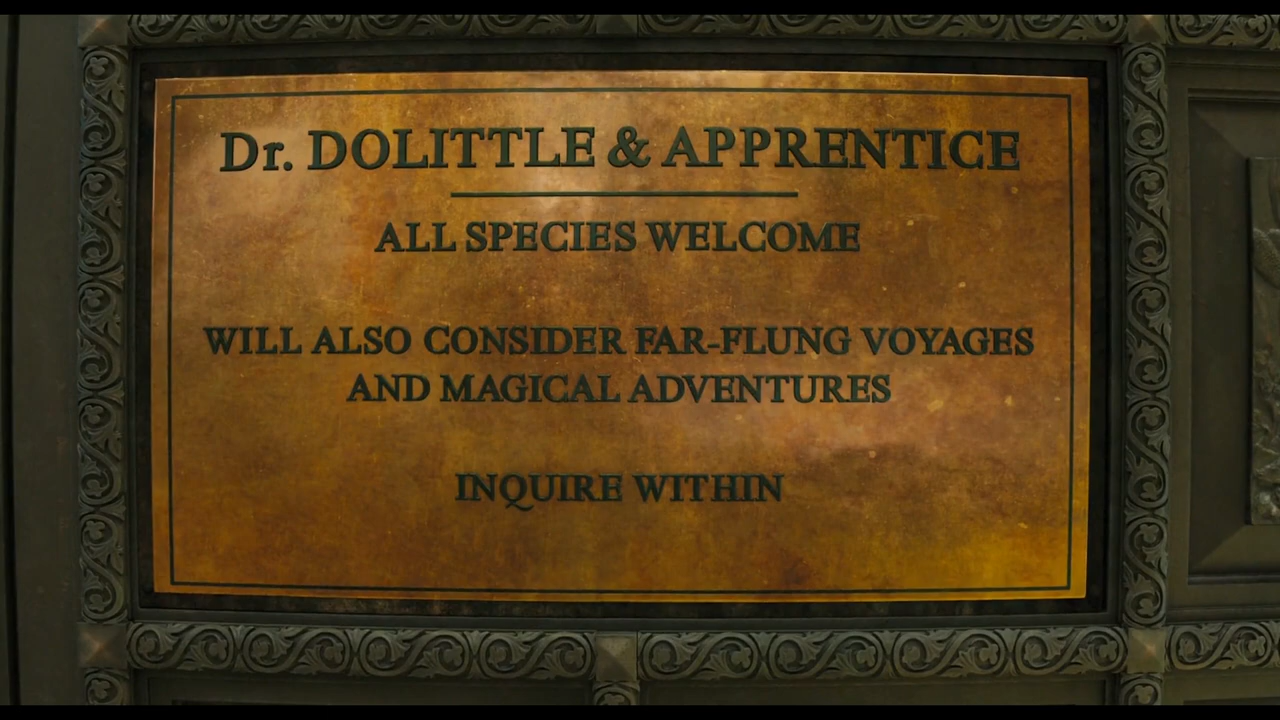 Dr. DOLITTLE & APPRENTICE
ALL SPECIES WELCOME
WILL ALSO CONSIDER FAR-FLUNG VOYAGES
AND MAGICAL ADVENTURES
INQUIRE WITHIN